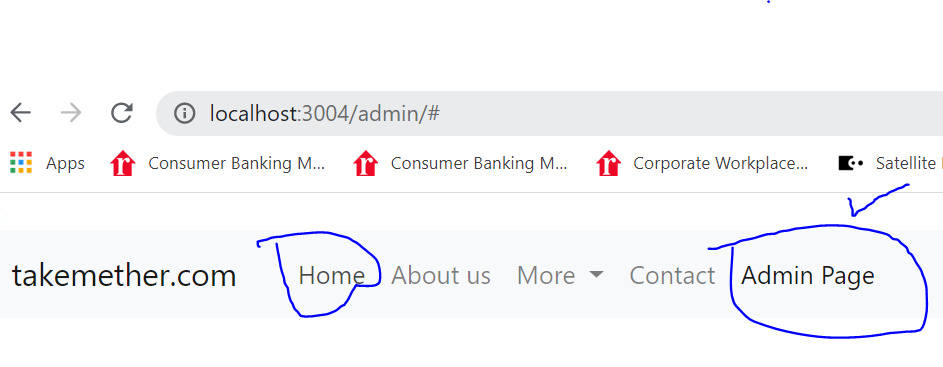 localhost:3004/admin/#
Apps Consumer Banking M... Consumer Banking M... Corporate Workplace... Satellite
takemether.com Home About us More Contact Admin Page